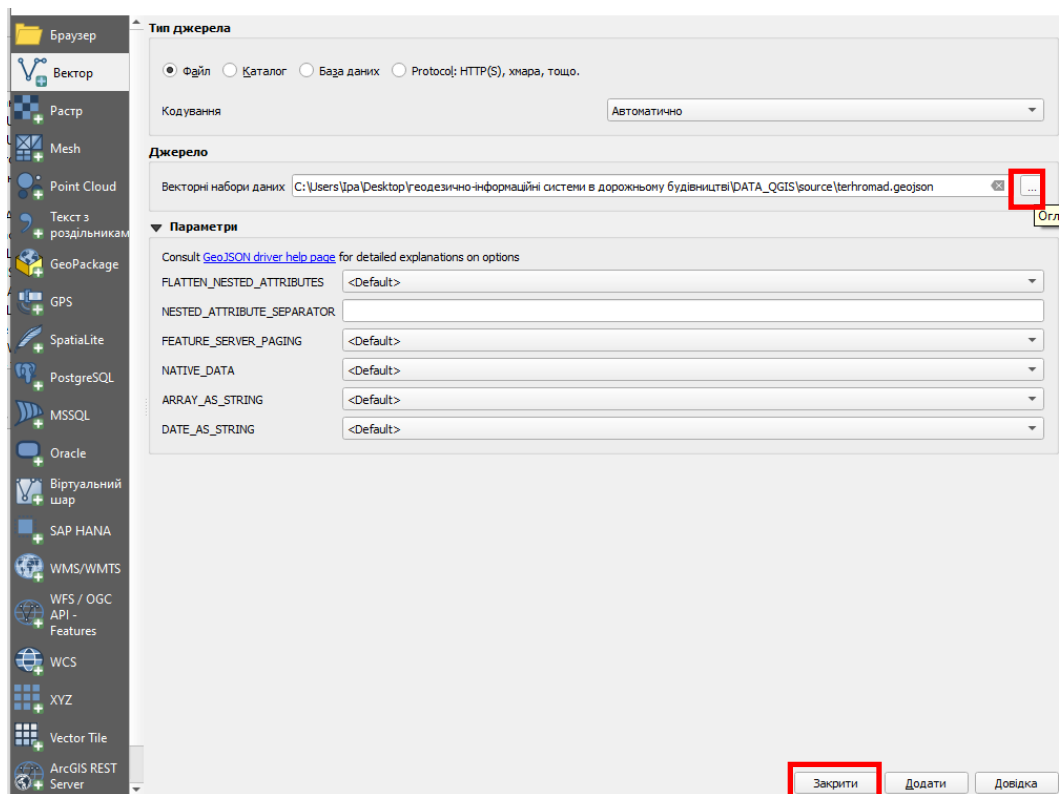 Браузер
Вектор
Растр
Mesh
Point Cloud
Текст з
роздільникам
GeoPackage
GPS
SpatiaLite
PostgreSQL
MSSQL
Oracle
Віртуальний
шар
SAP HANA
WMS/WMTS
WFS / OGC
API -
Features
WCS
XYZ
Vector Tile
ArcGIS REST
Server
Тип джерела
Файл Каталог База даних Protocol: HTTP(S), хмара, тощо.
Кодування Автоматично
Джерело
Векторні набори даних C:\Users\Ipa\Desktop\геодезично-інформаційні системи в дорожньому будівництві\DATA_QGIS\source\terhromad.geojson ...
Огл
Параметри
Consult GeoJSON driver help page for detailed explanations on options
FLATTEN_NESTED_ATTRIBUTES <Default>
NESTED_ATTRIBUTE_SEPARATOR
FEATURE_SERVER_PAGING <Default>
NATIVE_DATA <Default>
ARRAY_AS_STRING <Default>
DATE_AS_STRING <Default>
Закрити Додати Довідка